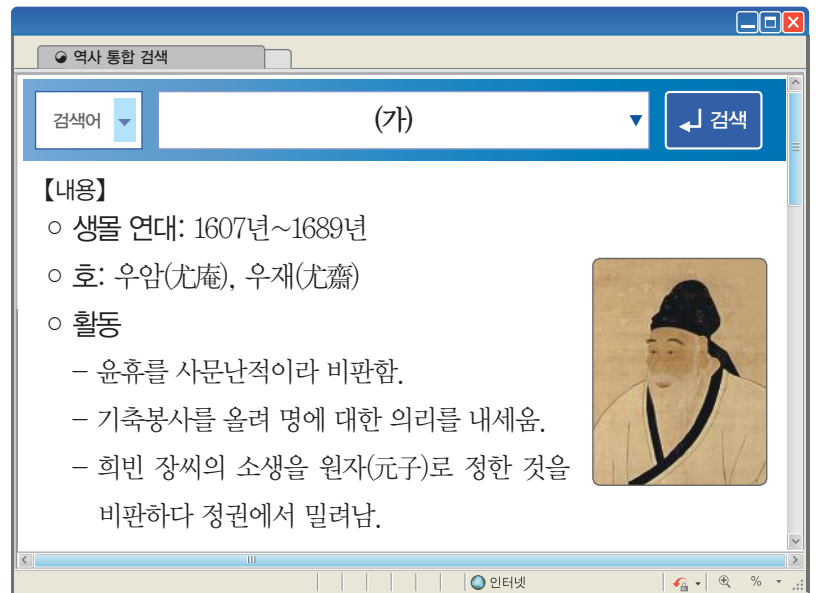 역사 통합 검색
검색어 (가) 검색
【내용】
○ 생몰 연대: 1607년~1689년
○ 호: 우암(尤庵), 우재(尤齋)
○ 활동
－ 윤휴를 사문난적이라 비판함.
－ 기축봉사를 올려 명에 대한 의리를 내세움.
－ 희빈 장씨의 소생을 원자(元子)로 정한 것을
비판하다 정권에서 밀려남.
인터넷 %